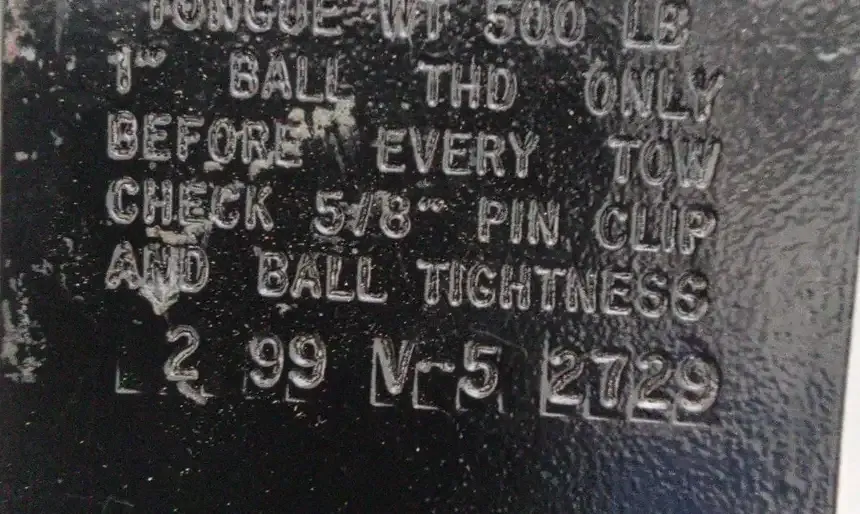 TONGUE WT 500 LB
1" BALL THD ONLY
BEFORE EVERY TOW
CHECK 5/8" PIN, CLIP
AND BALL TIGHTNESS
2 99 V-5 2729